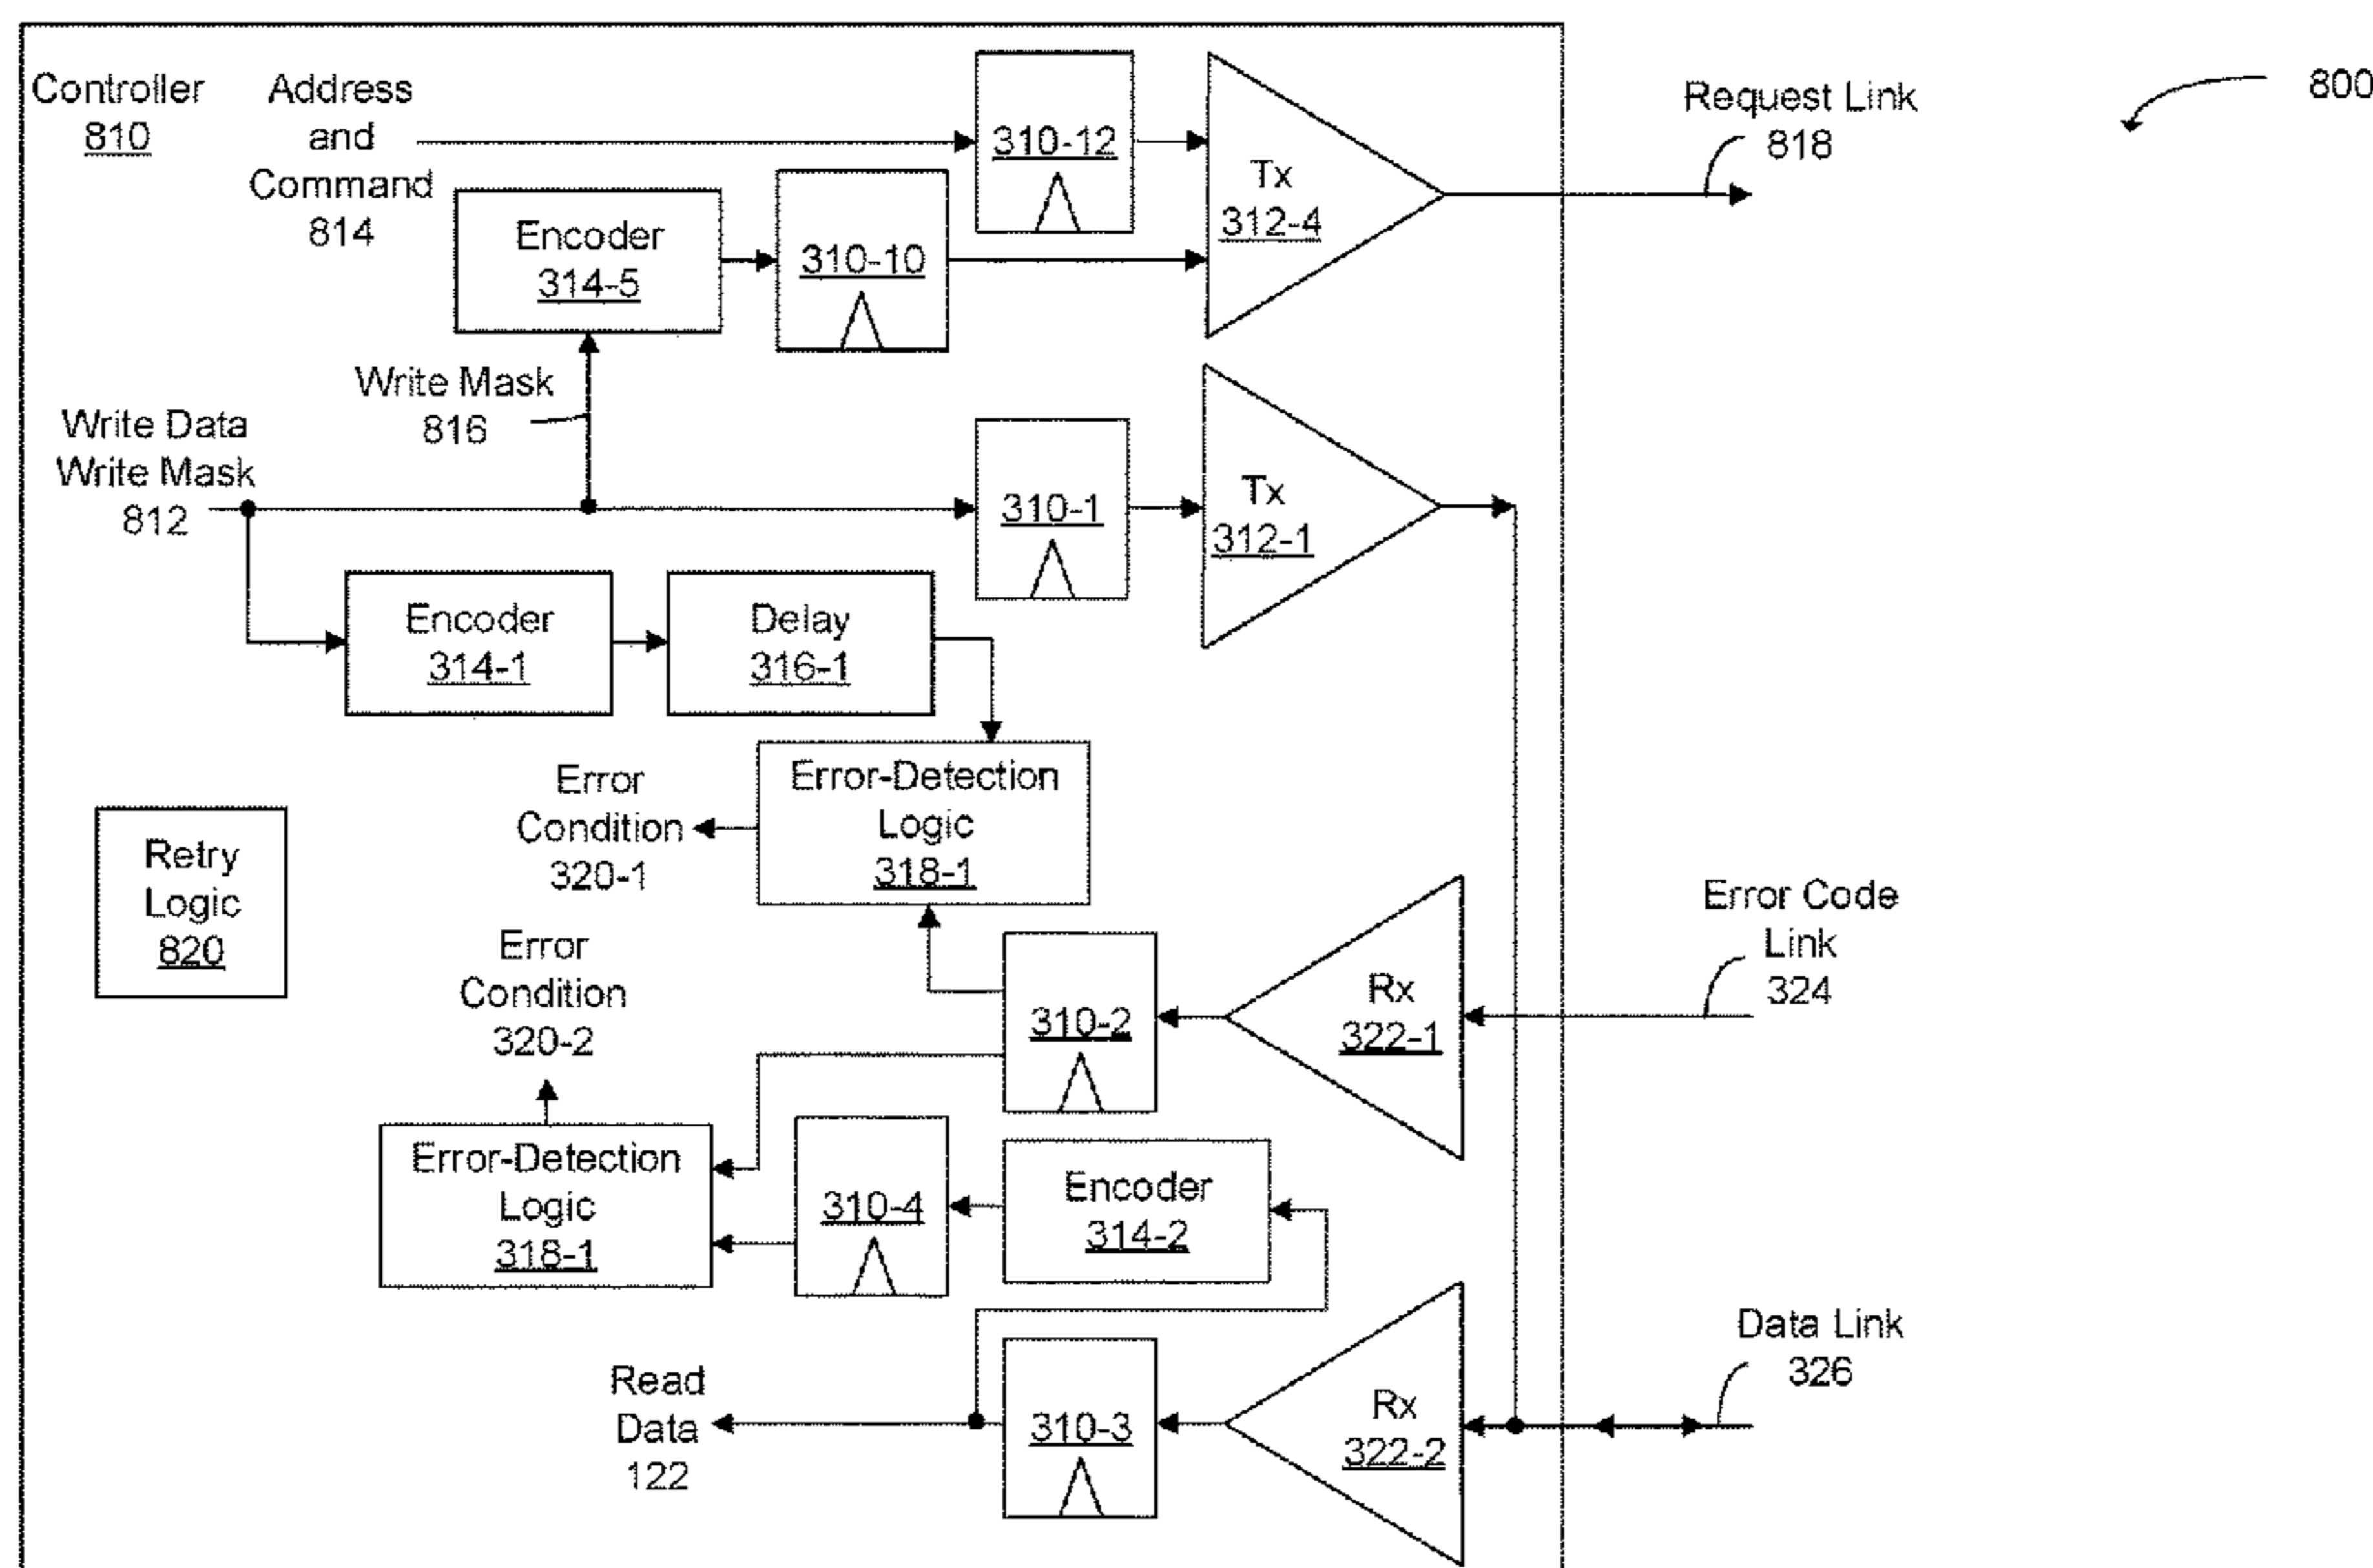 Controller
810
Address
and
Command
814
310-12
Tx
312-4
Request Link
818
800
Encoder
314-5
310-10
Write Mask
816
Write Data
Write Mask
812
310-1
Tx
312-1
Encoder
314-1
Delay
316-1
Error
Condition
320-1
Error-Detection
Logic
318-1
Retry
Logic
820
Error
Condition
320-2
310-2
Rx
322-1
Error Code
Link
324
Error-Detection
Logic
318-1
310-4
Encoder
314-2
Read
Data
122
310-3
Rx
322-2
Data Link
326